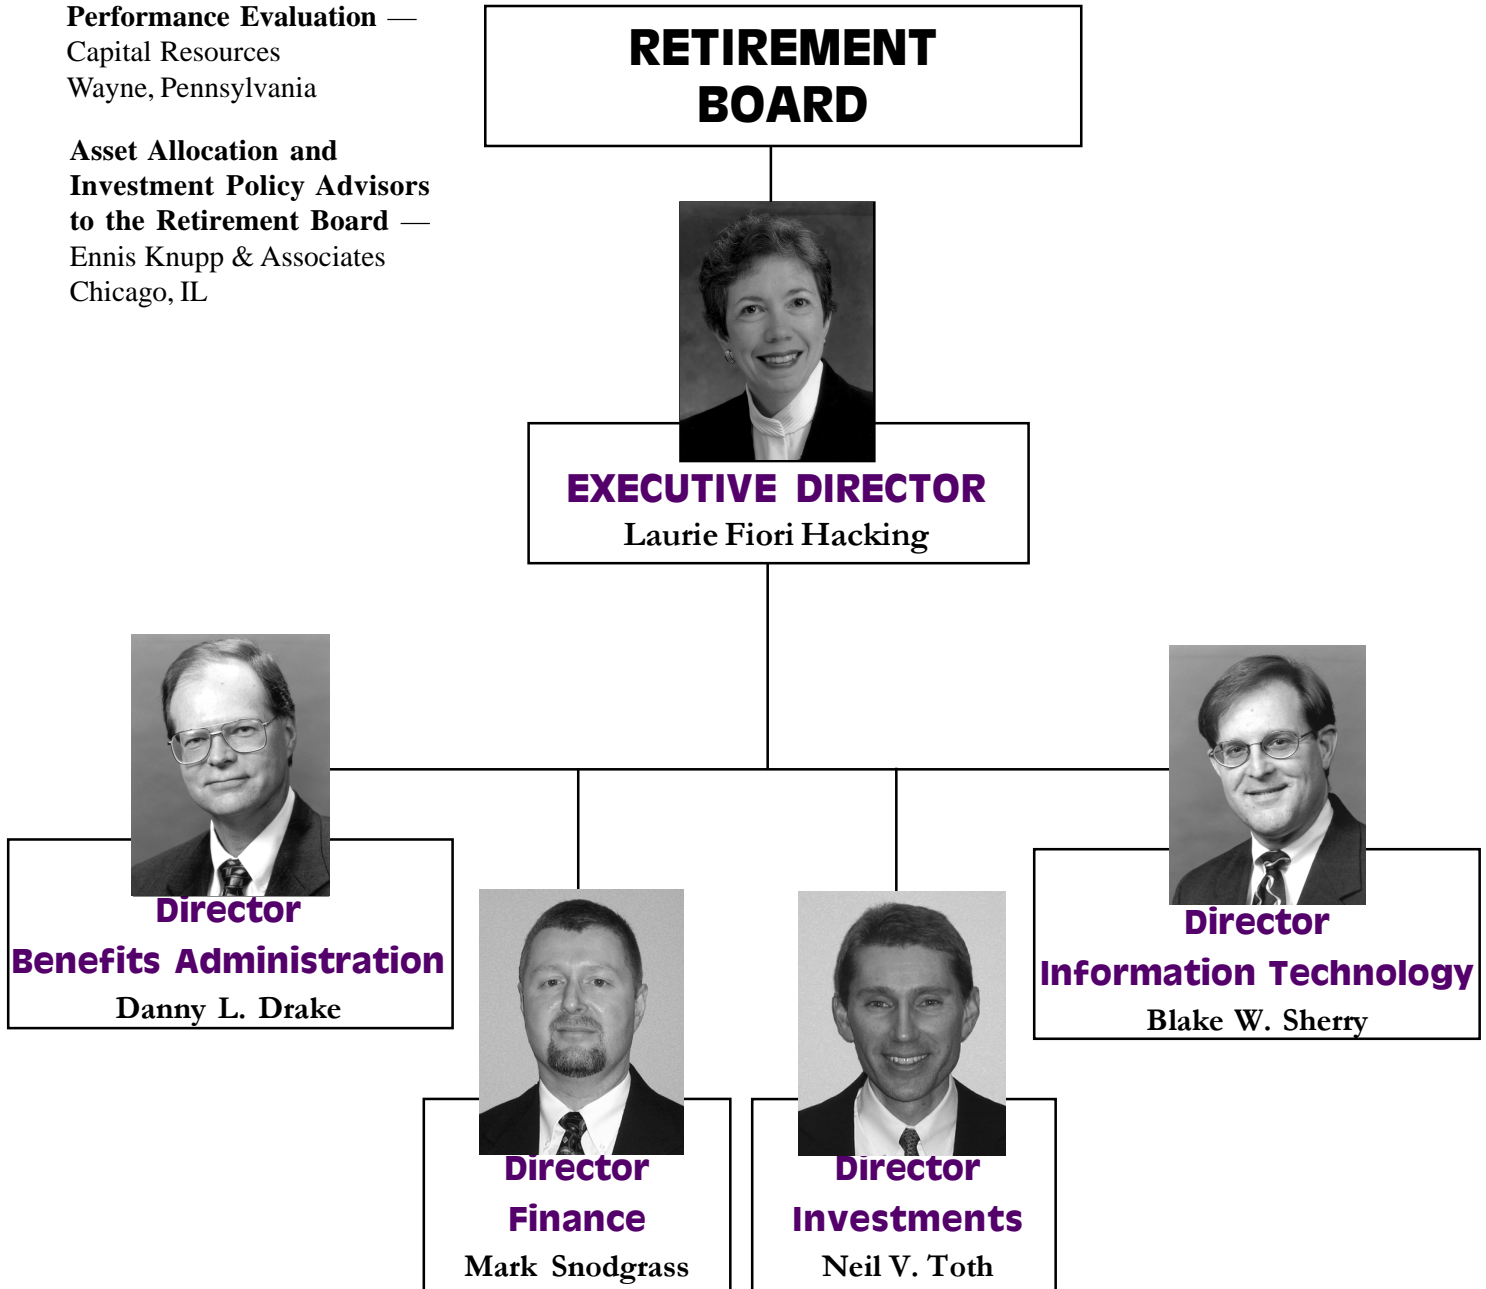 Performance Evaluation —
Capital Resources
Wayne, Pennsylvania
Asset Allocation and
Investment Policy Advisors
to the Retirement Board —
Ennis Knupp & Associates
Chicago, IL
RETIREMENT
BOARD
EXECUTIVE DIRECTOR
Laurie Fiori Hacking
Director
Benefits Administration
Danny L. Drake
Director
Finance
Mark Snodgrass
Director
Investments
Neil V. Toth
Director
Information Technology
Blake W. Sherry